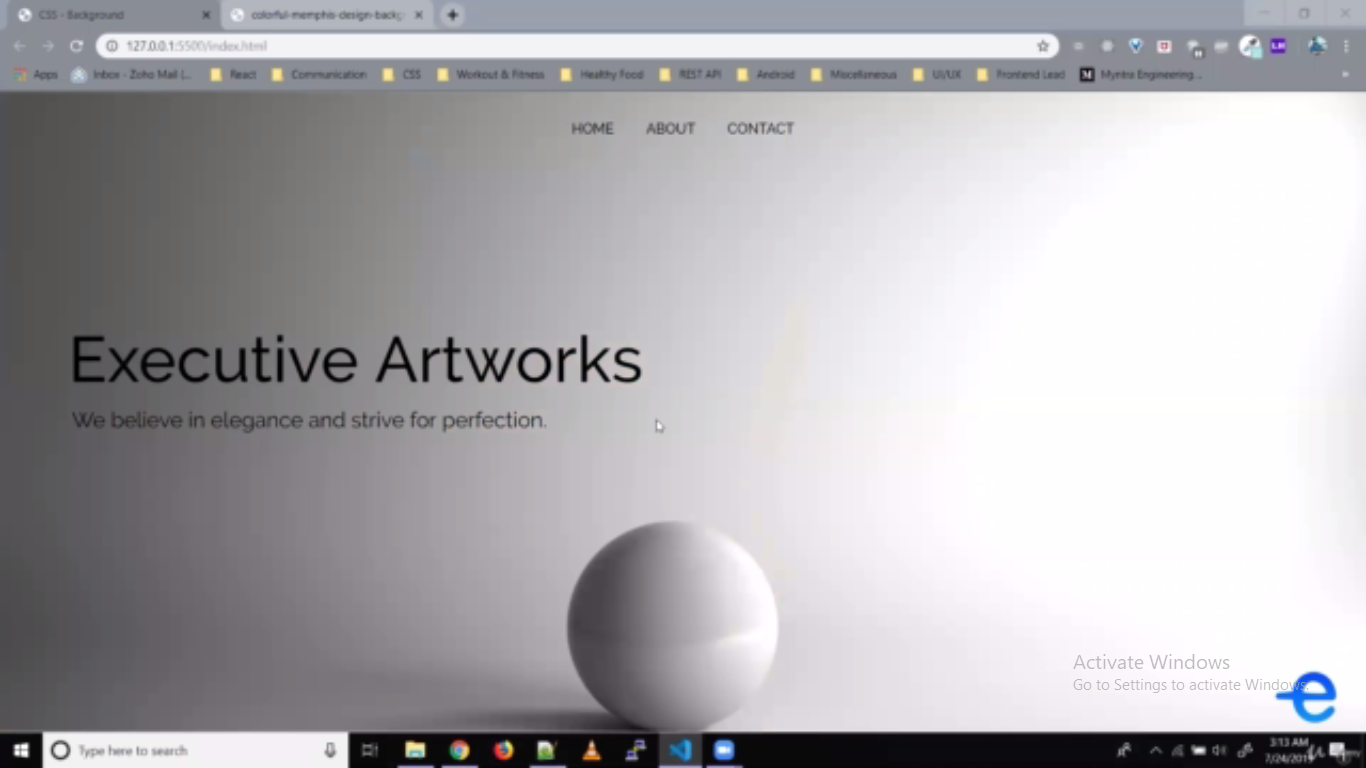 CSS - Background
colorful-memphis-design-backg
127.0.0.1:5500/index.html
Apps Inbox - Zoho Mail (... React Communication CSS Workout & Fitness Healthy Food REST API Android Miscellaneous UI/UX Frontend Lead M Myntra Engineering...
HOME ABOUT CONTACT
Executive Artworks
We believe in elegance and strive for perfection.
Activate Windows
Go to Settings to activate Windows.
Type here to search
3:13 AM